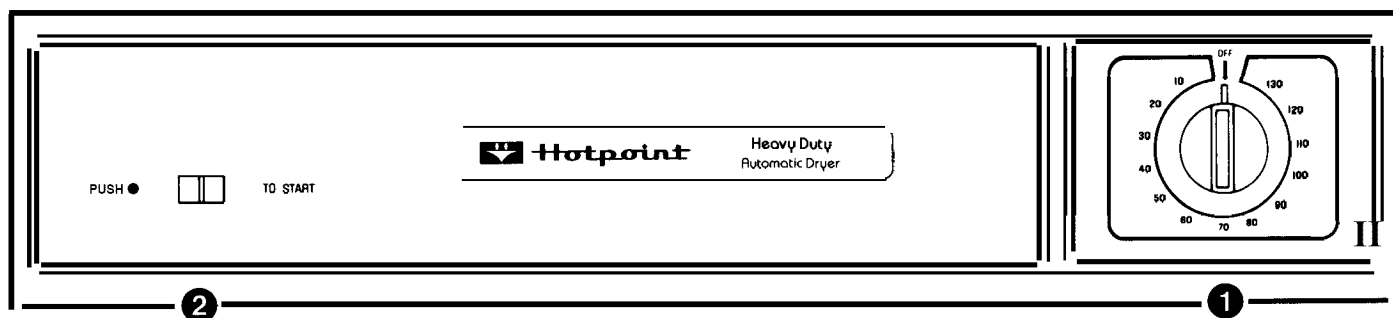 OFF
10 130
20 120
30 110
40 100
50 90
60 70 80
Hotpoint Heavy Duty
Automatic Dryer
PUSH ● TO START
II
2 1